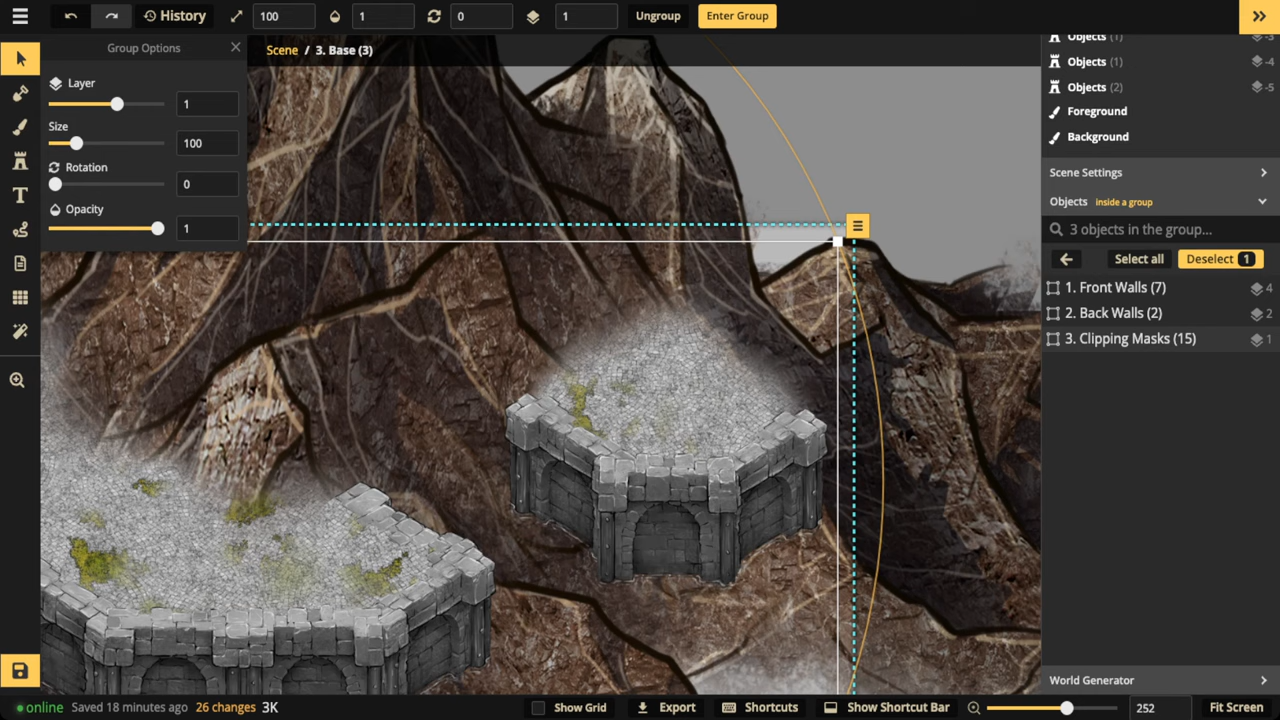 History
100
1
0
1
Ungroup
Enter Group
Group Options
Layer
1
Size
100
Rotation
0
Opacity
1
Scene / 3. Base (3)
Objects (1) -3
Objects (1) -4
Objects (2) -5
Foreground
Background
Scene Settings
Objects inside a group
3 objects in the group...
Select all
Deselect 1
1. Front Walls (7) 4
2. Back Walls (2) 2
3. Clipping Masks (15) 1
World Generator
online
Saved 18 minutes ago
26 changes
3K
Show Grid
Export
Shortcuts
Show Shortcut Bar
252
Fit Screen